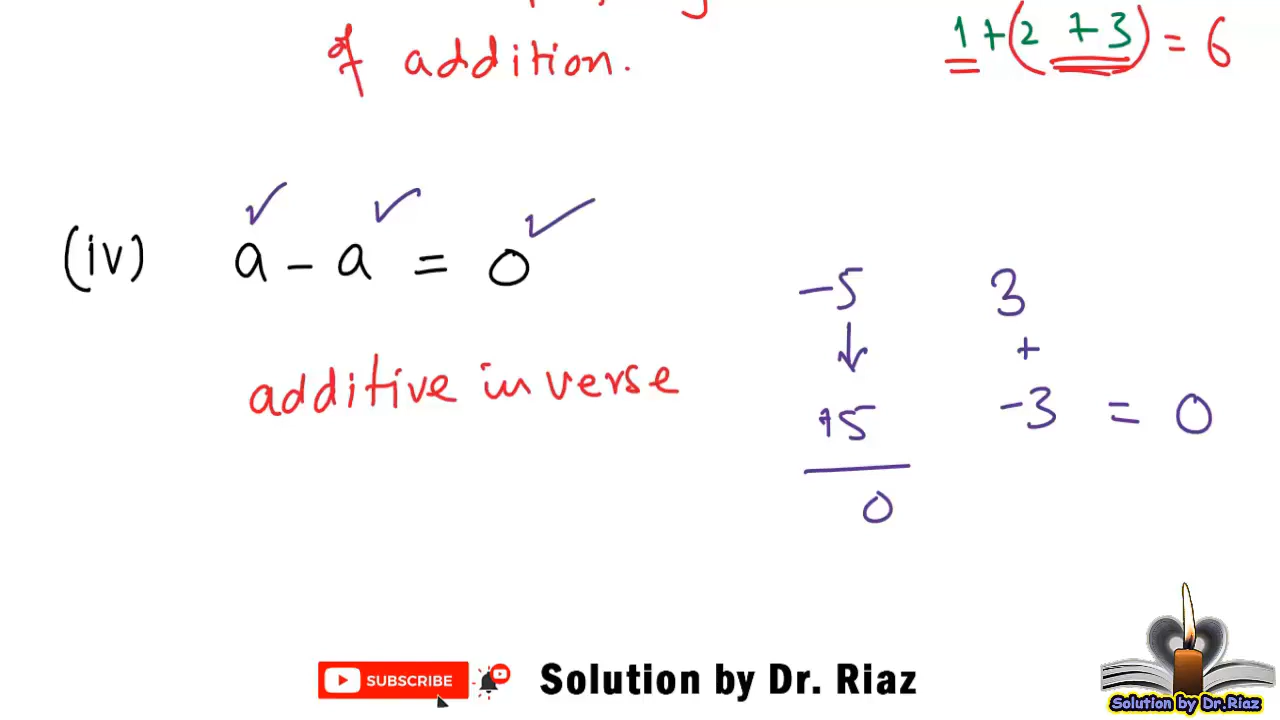 of addition.
1+(2+3) = 6
(iv) a - a = 0
additive inverse
-5
+5
0
3
+
-3 = 0
SUBSCRIBE
Solution by Dr. Riaz
Solution by Dr.Riaz